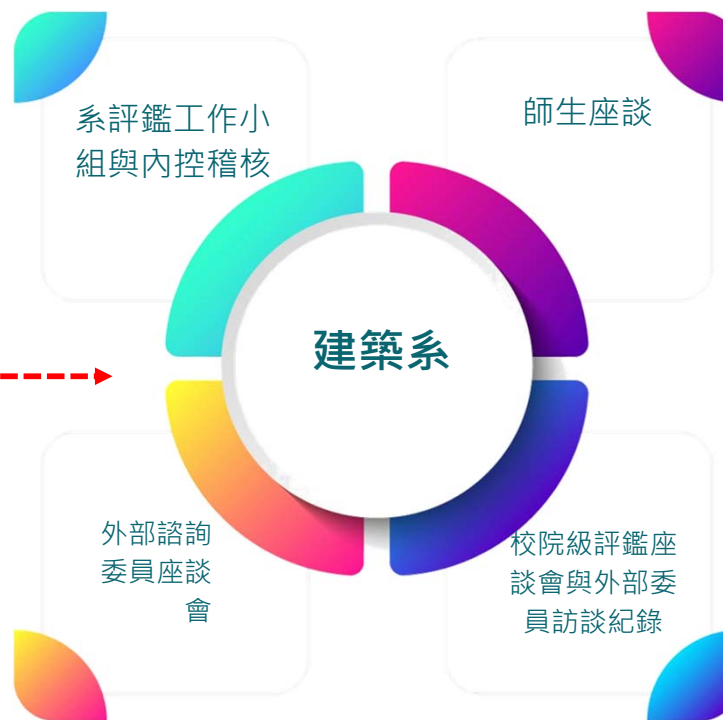 系評鑑工作小
組與內控稽核
師生座談
建築系
外部諮詢
委員座談
會
校院級評鑑座
談會與外部委
員訪談紀錄